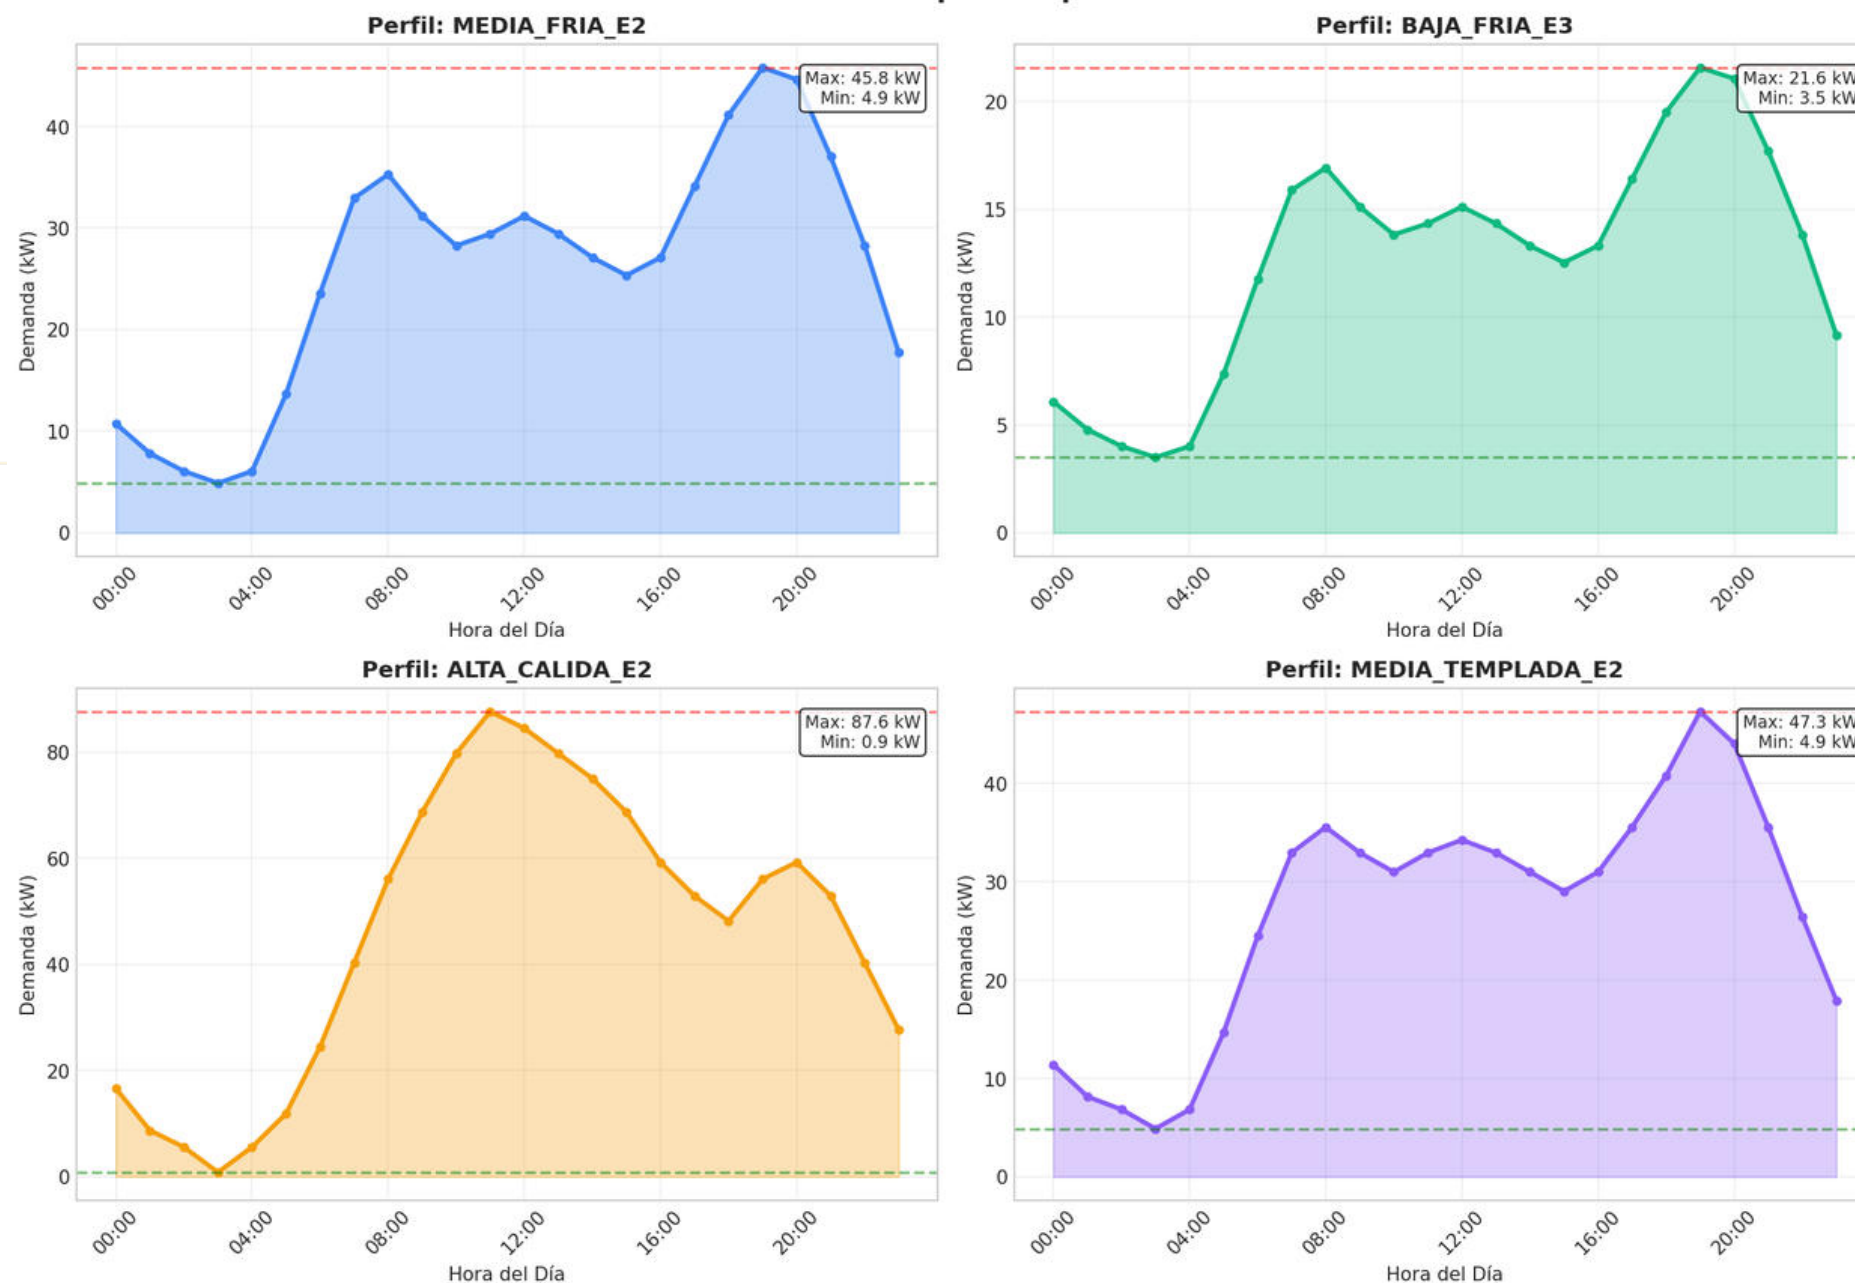 Perfil: MEDIA_FRIA_E2
Max: 45.8 kW
Min: 4.9 kW
Demanda (kW)
40
30
20
10
0
00:00
04:00
08:00
12:00
16:00
20:00
Hora del Día
Perfil: BAJA_FRIA_E3
Max: 21.6 kW
Min: 3.5 kW
Demanda (kW)
20
15
10
5
0
00:00
04:00
08:00
12:00
16:00
20:00
Hora del Día
Perfil: ALTA_CALIDA_E2
Max: 87.6 kW
Min: 0.9 kW
Demanda (kW)
80
60
40
20
0
00:00
04:00
08:00
12:00
16:00
20:00
Hora del Día
Perfil: MEDIA_TEMPLADA_E2
Max: 47.3 kW
Min: 4.9 kW
Demanda (kW)
40
30
20
10
0
00:00
04:00
08:00
12:00
16:00
20:00
Hora del Día